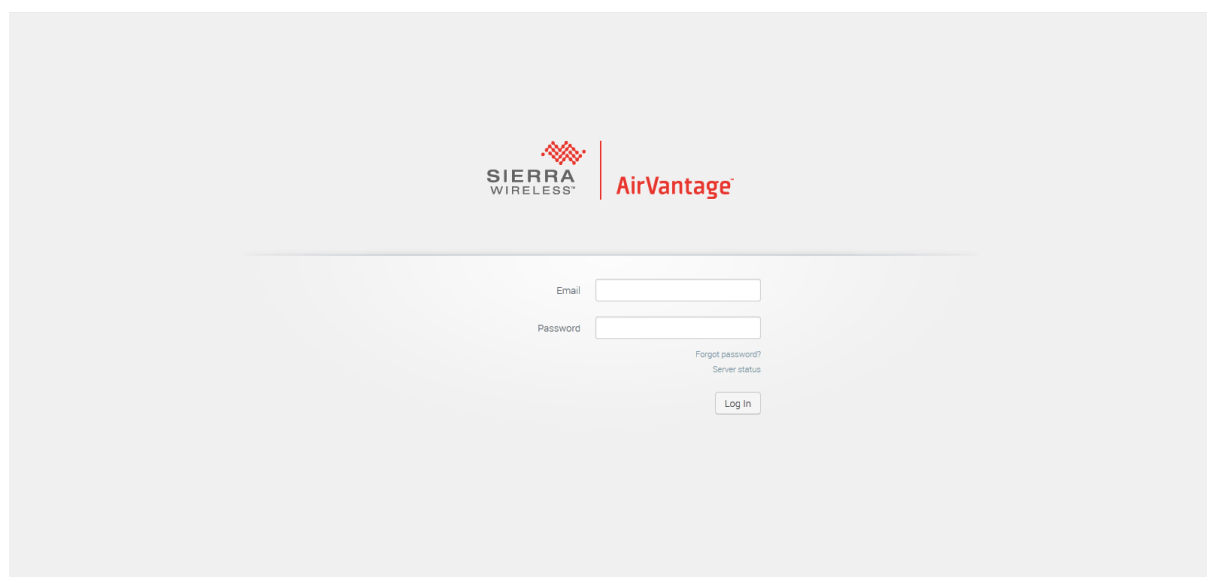 SIERRA
WIRELESS™
AirVantage™
Email
Password
Forgot password?
Server status
Log In